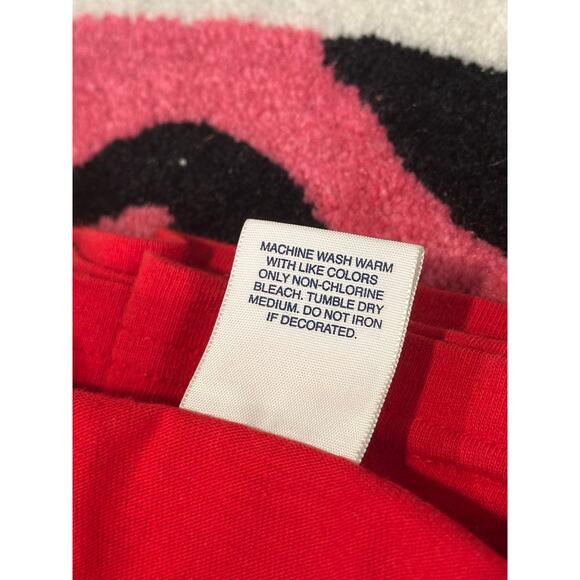 MACHINE WASH WARM
WITH LIKE COLORS
ONLY NON-CHLORINE
BLEACH. TUMBLE DRY
MEDIUM. DO NOT IRON
IF DECORATED.